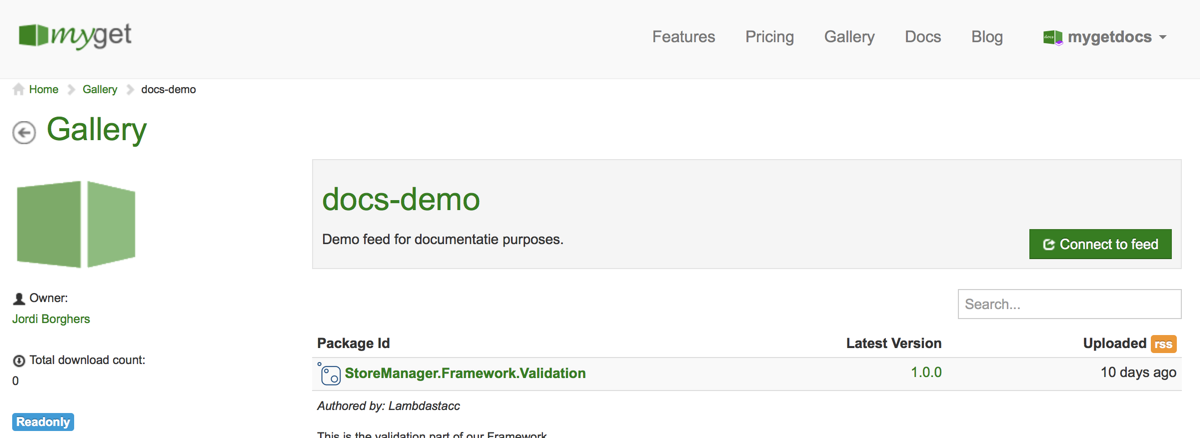 myget
Features Pricing Gallery Docs Blog mygetdocs
Home Gallery docs-demo
Gallery
docs-demo
Demo feed for documentatie purposes.
Connect to feed
Owner:
Jordi Borghers
Total download count:
0
Readonly
Search...
Package Id Latest Version Uploaded rss
StoreManager.Framework.Validation 1.0.0 10 days ago
Authored by: Lambdastacc
This is the validation part of our Framework